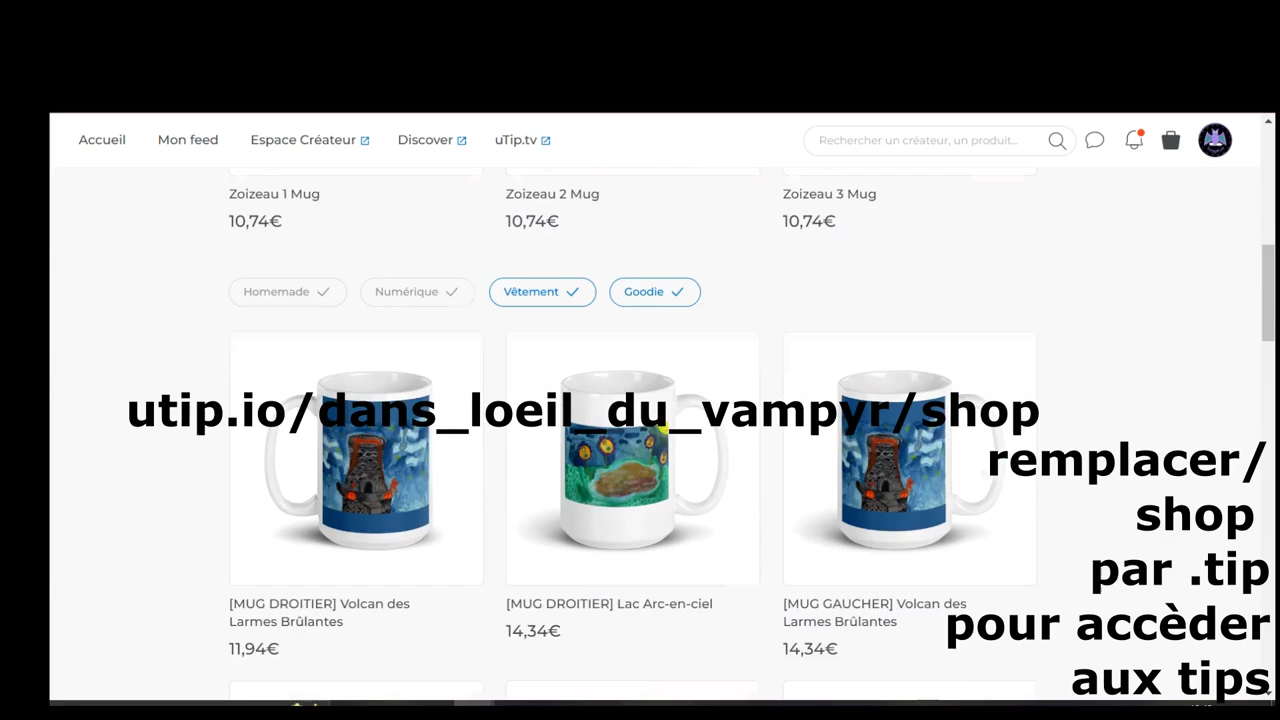 Accueil Mon feed Espace Créateur Discover uTip.tv Rechercher un créateur, un produit...
Zoizeau 1 Mug Zoizeau 2 Mug Zoizeau 3 Mug
10,74€ 10,74€ 10,74€
Homemade Numérique Vêtement Goodie
utip.io/dans_loeil_du_vampyr/shop
remplacer/
shop
par .tip
pour accèder
aux tips
[MUG DROITIER] Volcan des
Larmes Brûlantes
11,94€
[MUG DROITIER] Lac Arc-en-ciel
14,34€
[MUG GAUCHER] Volcan des
Larmes Brûlantes
14,34€